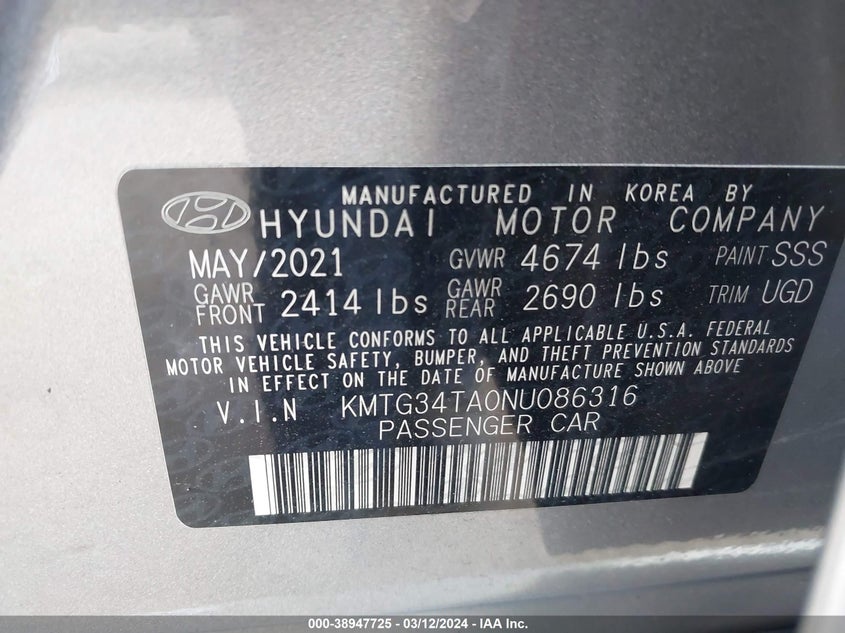 MANUFACTURED IN KOREA BY
HYUNDAI MOTOR COMPANY
MAY/2021 GVWR 4674 lbs PAINT SSS
GAWR FRONT 2414 lbs GAWR REAR 2690 lbs TRIM UGD
THIS VEHICLE CONFORMS TO ALL APPLICABLE U.S.A. FEDERAL
MOTOR VEHICLE SAFETY, BUMPER, AND THEFT PREVENTION STANDARDS
IN EFFECT ON THE DATE OF MANUFACTURE SHOWN ABOVE
V.I.N KMTG34TA0NU086316
PASSENGER CAR
000-38947725 - 03/12/2024 - IAA Inc.